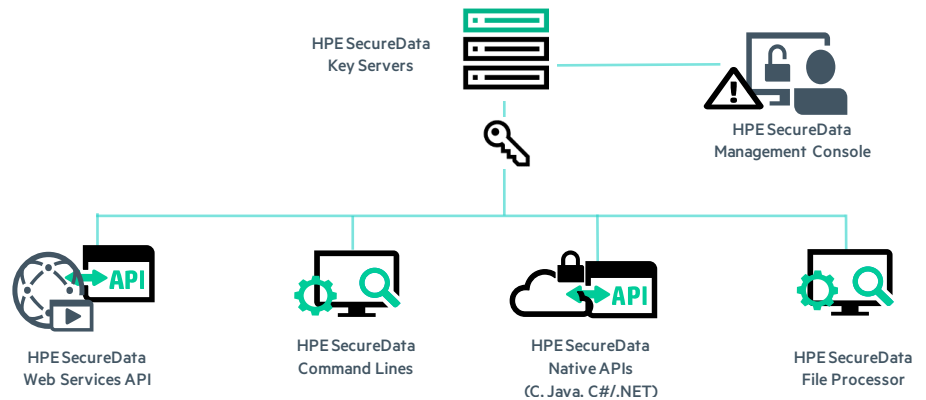 HPE SecureData
Key Servers
HPE SecureData
Management Console
API
API
HPE SecureData
Web Services API
HPE SecureData
Command Lines
HPE SecureData
Native APIs
(C, Java, C#/.NET)
HPE SecureData
File Processor